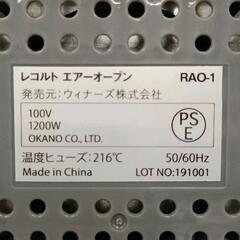 レコルト エアーオーブン RAO-1
発売元:ウィナーズ株式会社
100V
1200W
OKANO CO., LTD.
PS
E
温度ヒューズ:216℃ 50/60Hz
Made in China LOT NO:191001